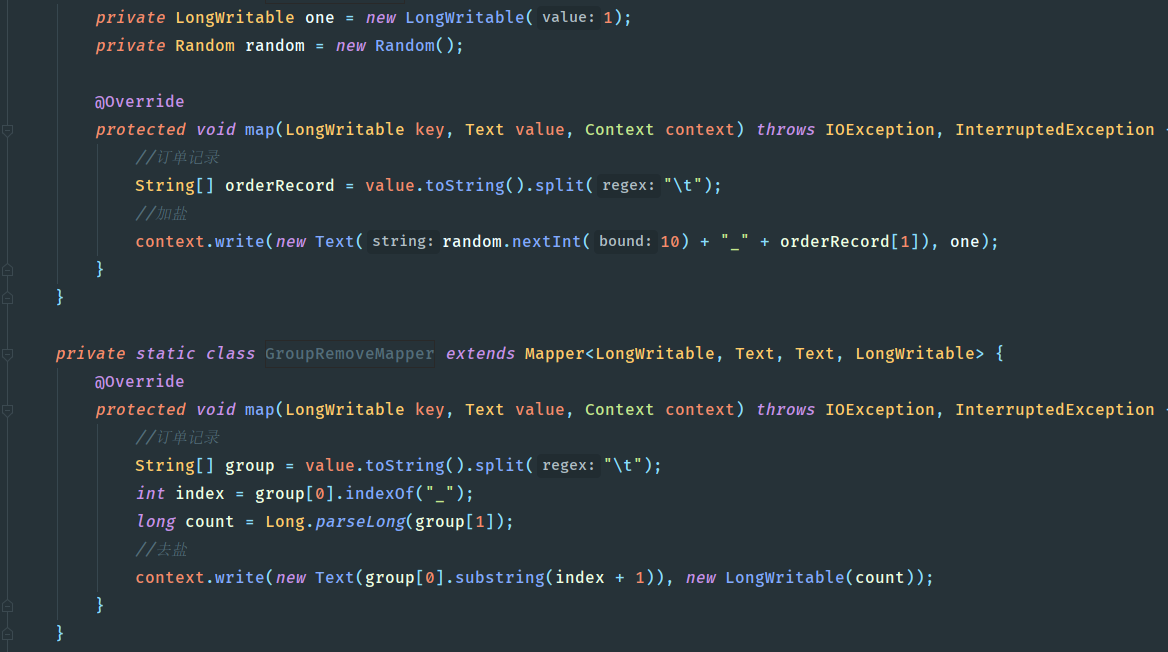 private LongWritable one = new LongWritable( value: 1);
private Random random = new Random();
@Override
protected void map(LongWritable key, Text value, Context context) throws IOException, InterruptedException {
//订单记录
String[] orderRecord = value.toString().split( regex: "\t");
//加盐
context.write(new Text( string: random.nextInt( bound: 10) + "_" + orderRecord[1]), one);
}
}
private static class GroupRemoveMapper extends Mapper<LongWritable, Text, Text, LongWritable> {
@Override
protected void map(LongWritable key, Text value, Context context) throws IOException, InterruptedException {
//订单记录
String[] group = value.toString().split( regex: "\t");
int index = group[0].indexOf("_");
long count = Long.parseLong(group[1]);
//去盐
context.write(new Text(group[0].substring(index + 1)), new LongWritable(count));
}
}